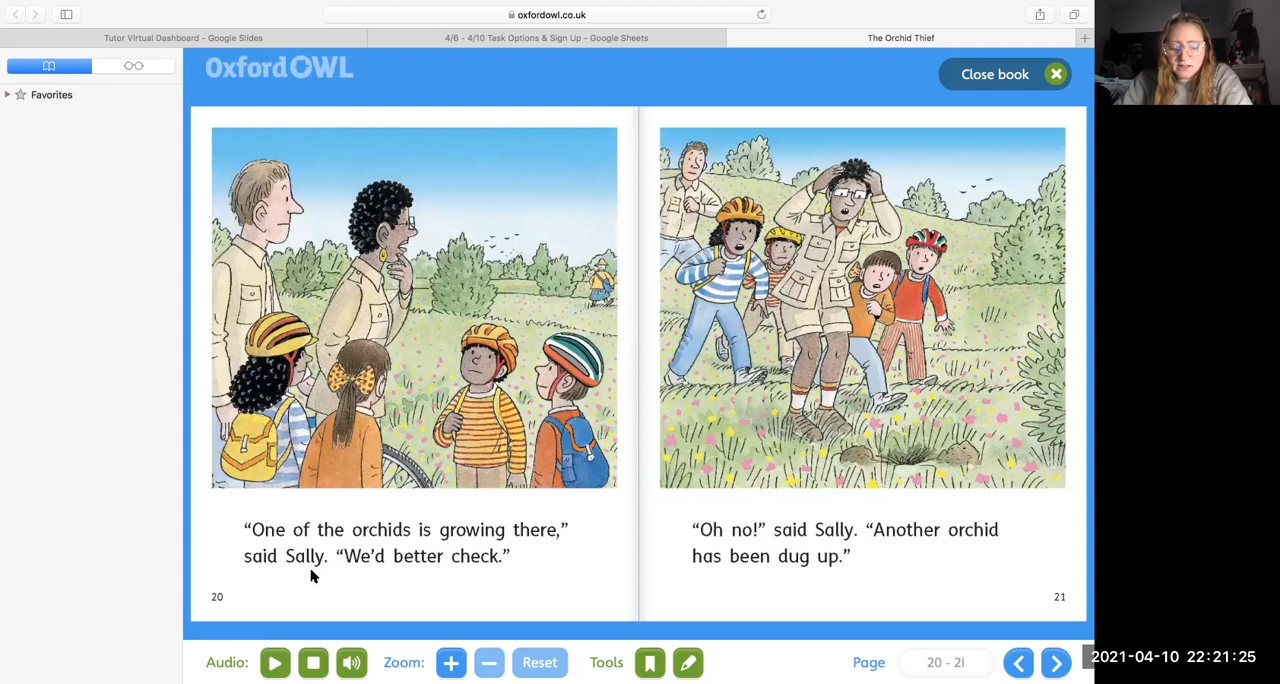 oxfordowl.co.uk
Tutor Virtual Dashboard - Google Slides
4/6 - 4/10 Task Options & Sign Up - Google Sheets
The Orchid Thief
Favorites
Oxford OWL
Close book
“One of the orchids is growing there,”
said Sally. “We’d better check.”
20
“Oh no!” said Sally. “Another orchid
has been dug up.”
21
Audio:
Zoom:
Reset
Tools
Page
20 - 21
2021-04-10 22:21:25